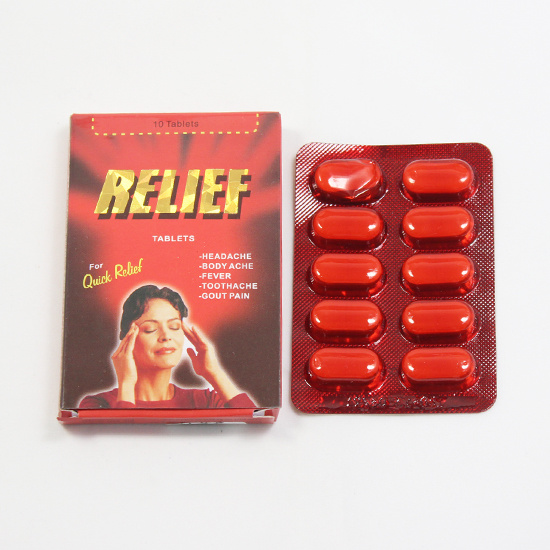 10 Tablets
RELIEF
TABLETS
For
Quick Relief
-HEADACHE
-BODY ACHE
-FEVER
-TOOTHACHE
-GOUT PAIN